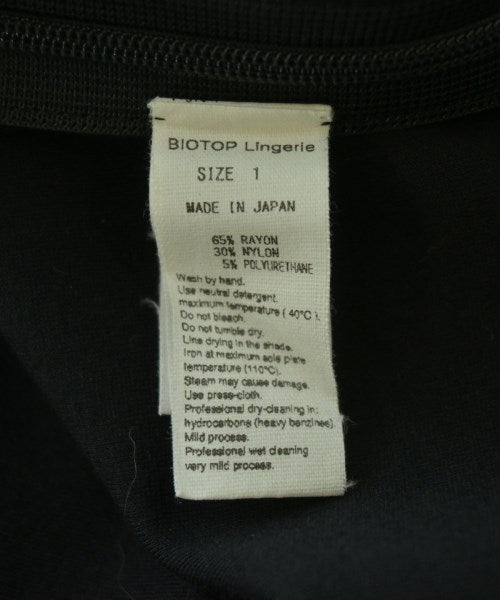 BIOTOP Lingerie
SIZE 1
MADE IN JAPAN
65% RAYON
30% NYLON
5% POLYURETHANE
Wash by hand.
Use neutral detergent.
maximum temperature ( 40°C ).
Do not bleach.
Do not tumble dry.
Line drying in the shade.
Iron at maximum sole plate
temperature (110°C).
Steam may cause damage.
Use press-cloth.
Professional dry-cleaning in:
hydrocarbons (heavy benzines)
Mild process.
Professional wet cleaning
very mild process.